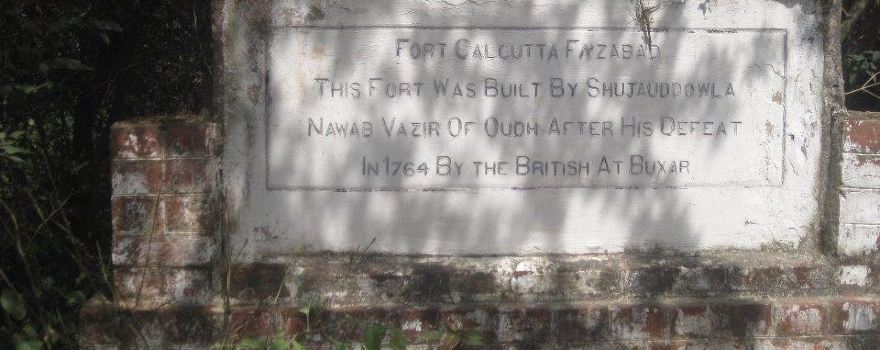 Fort Calcutta Fyzabad
This Fort Was Built By Shujauddowla
Nawab Vazir Of Oudh After His Defeat
In 1764 By the British At Buxar